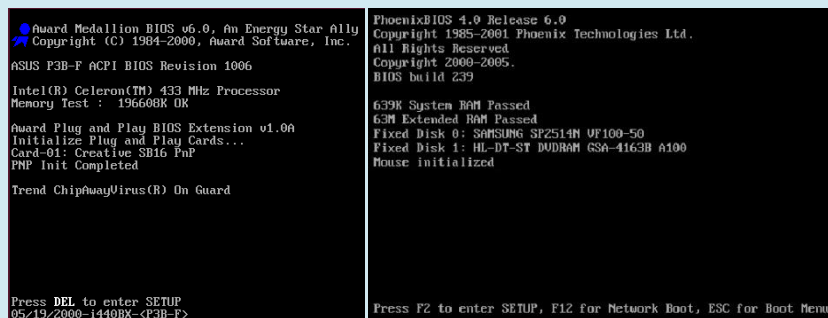 Award Medallion BIOS v6.0, An Energy Star Ally
Copyright (C) 1984-2000, Award Software, Inc.
ASUS P3B-F ACPI BIOS Revision 1006
Intel(R) Celeron(TM) 433 MHz Processor
Memory Test :  196608K OK
Award Plug and Play BIOS Extension v1.0A
Initialize Plug and Play Cards...
Card-01: Creative SB16 PnP
PNP Init Completed
Trend ChipAwayVirus(R) On Guard
Press DEL to enter SETUP
05/19/2000-i440BX-<P3B-F>
PhoenixBIOS 4.0 Release 6.0
Copyright 1985-2001 Phoenix Technologies Ltd.
All Rights Reserved
Copyright 2000-2005.
BIOS build 239
639K System RAM Passed
63M Extended RAM Passed
Fixed Disk 0: SAMSUNG SP2514N VF100-50
Fixed Disk 1: HL-DT-ST DVDRAM GSA-4163B A100
Mouse initialized
Press F2 to enter SETUP, F12 for Network Boot, ESC for Boot Menu